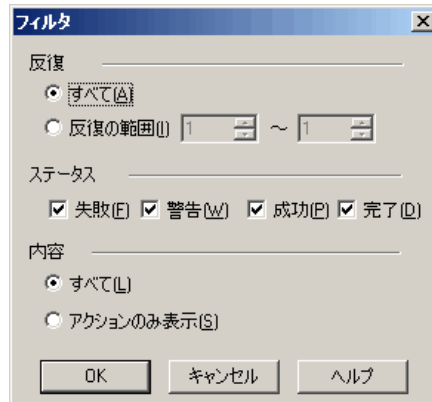 フィルタ
反復
すべて(A)
反復の範囲(I) 1 ～ 1
ステータス
失敗(F) 警告(W) 成功(P) 完了(D)
内容
すべて(L)
アクションのみ表示(S)
OK キャンセル ヘルプ